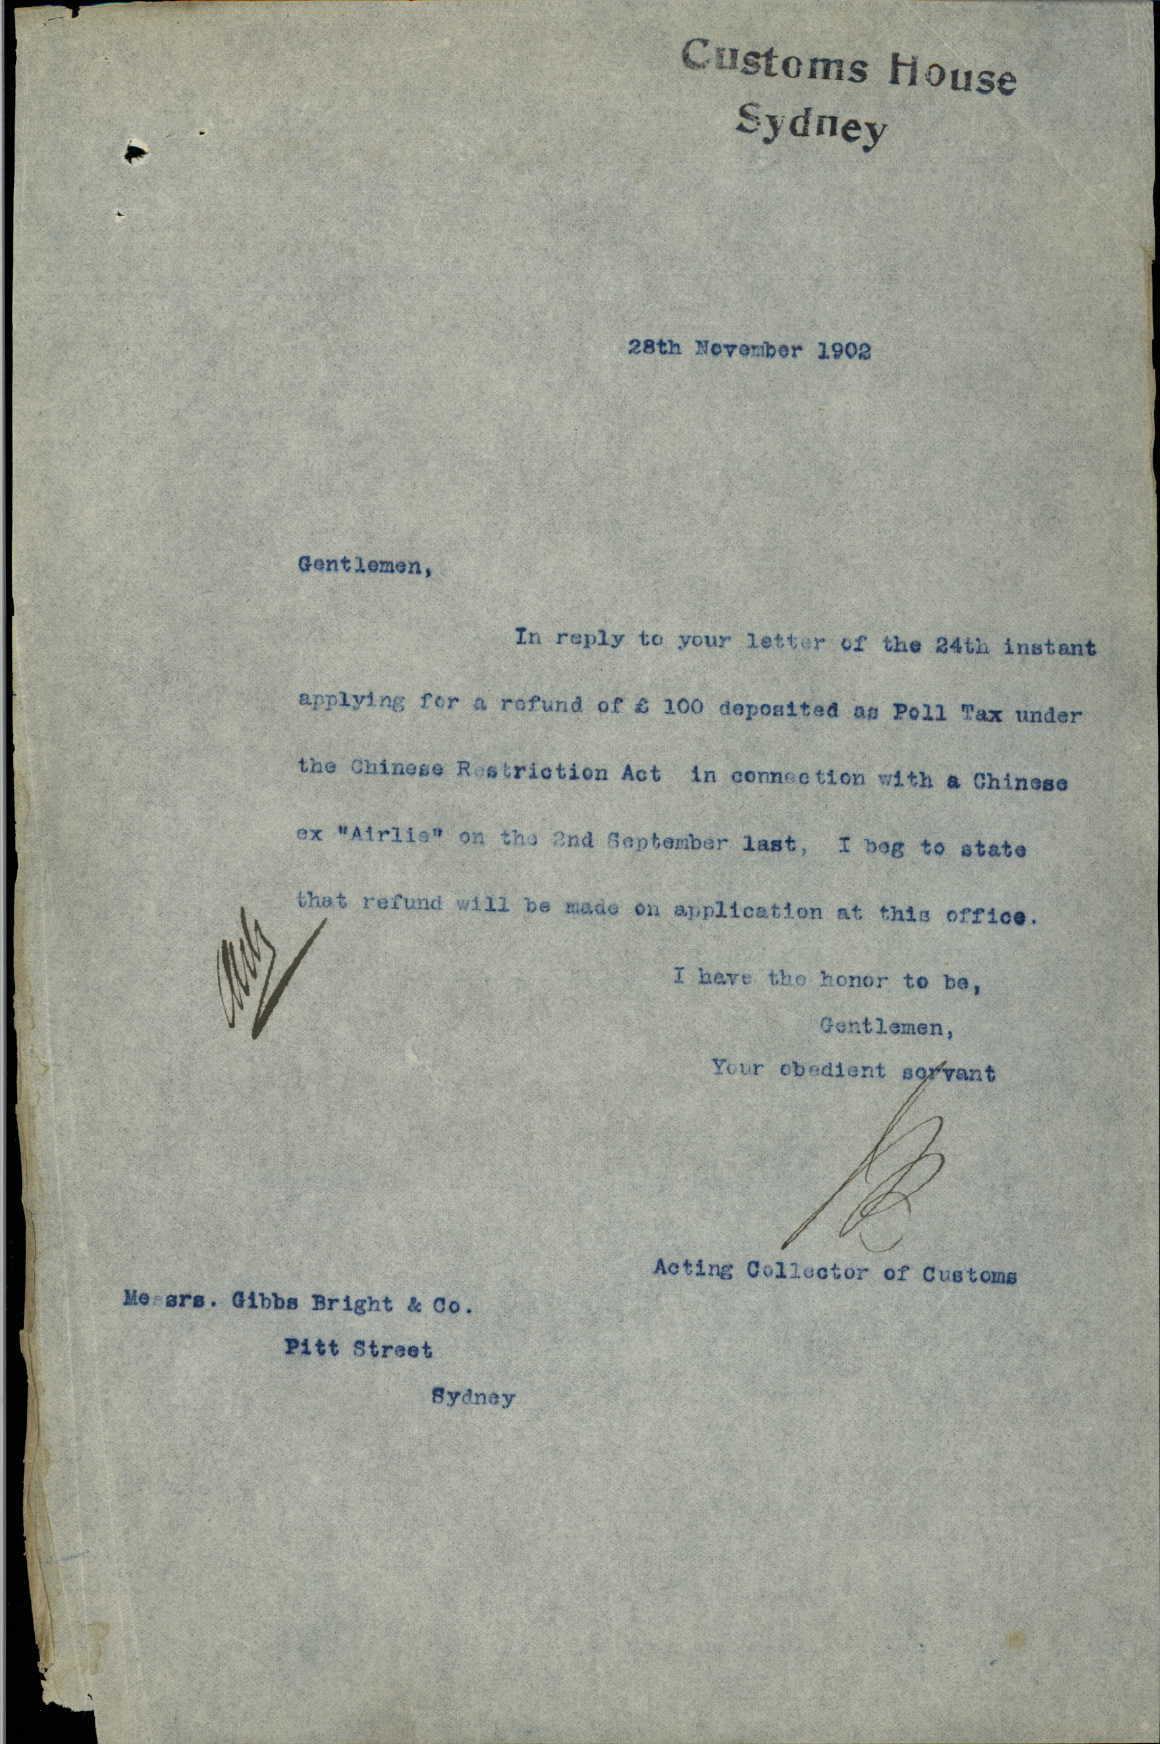 Customs House
Sydney
28th November 1902
Gentlemen,
In reply to your letter of the 24th instant
applying for a refund of £ 100 deposited as Poll Tax under
the Chinese Restriction Act in connection with a Chinese
ex "Airlie" on the 2nd September last, I beg to state
that refund will be made on application at this office.
I have the honor to be,
Gentlemen,
Your obedient servant
Acting Collector of Customs
Messrs. Gibbs Bright & Co.
Pitt Street
Sydney